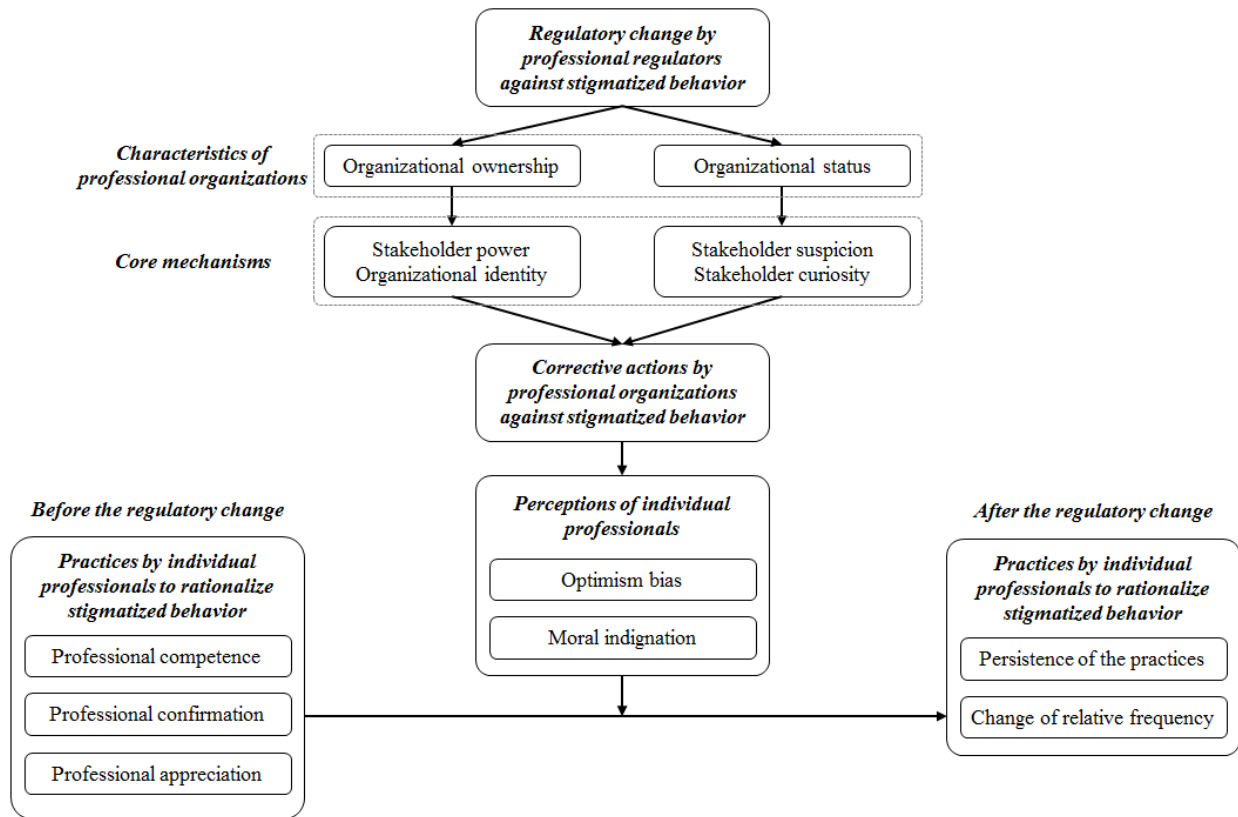 Regulatory change by
professional regulators
against stigmatized behavior
Characteristics of
professional organizations
Organizational ownership
Organizational status
Core mechanisms
Stakeholder power
Organizational identity
Stakeholder suspicion
Stakeholder curiosity
Corrective actions by
professional organizations
against stigmatized behavior
Before the regulatory change
Practices by individual
professionals to rationalize
stigmatized behavior
Professional competence
Professional confirmation
Professional appreciation
Perceptions of individual
professionals
Optimism bias
Moral indignation
After the regulatory change
Practices by individual
professionals to rationalize
stigmatized behavior
Persistence of the practices
Change of relative frequency